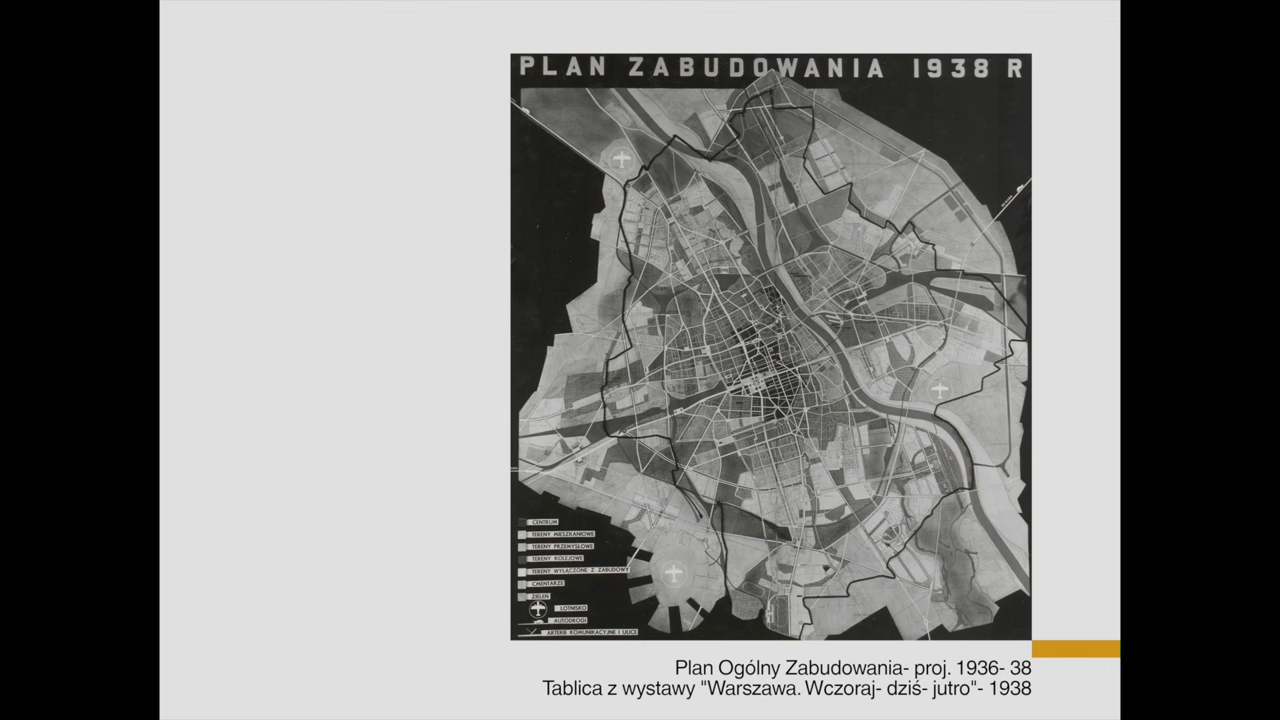 PLAN ZABUDOWANIA 1938 R
CENTRUM
TERENY MIESZKANIOWE
TERENY PRZEMYSŁOWE
TERENY KOLEJOWE
TERENY WYŁĄCZONE Z ZABUDOWY
CMENTARZE
ZIELEŃ
LOTNISKO
AUTODROGI
ARTERIE KOMUNIKACYJNE I ULICE
Plan Ogólny Zabudowania- proj. 1936- 38
Tablica z wystawy "Warszawa. Wczoraj- dziś- jutro"- 1938